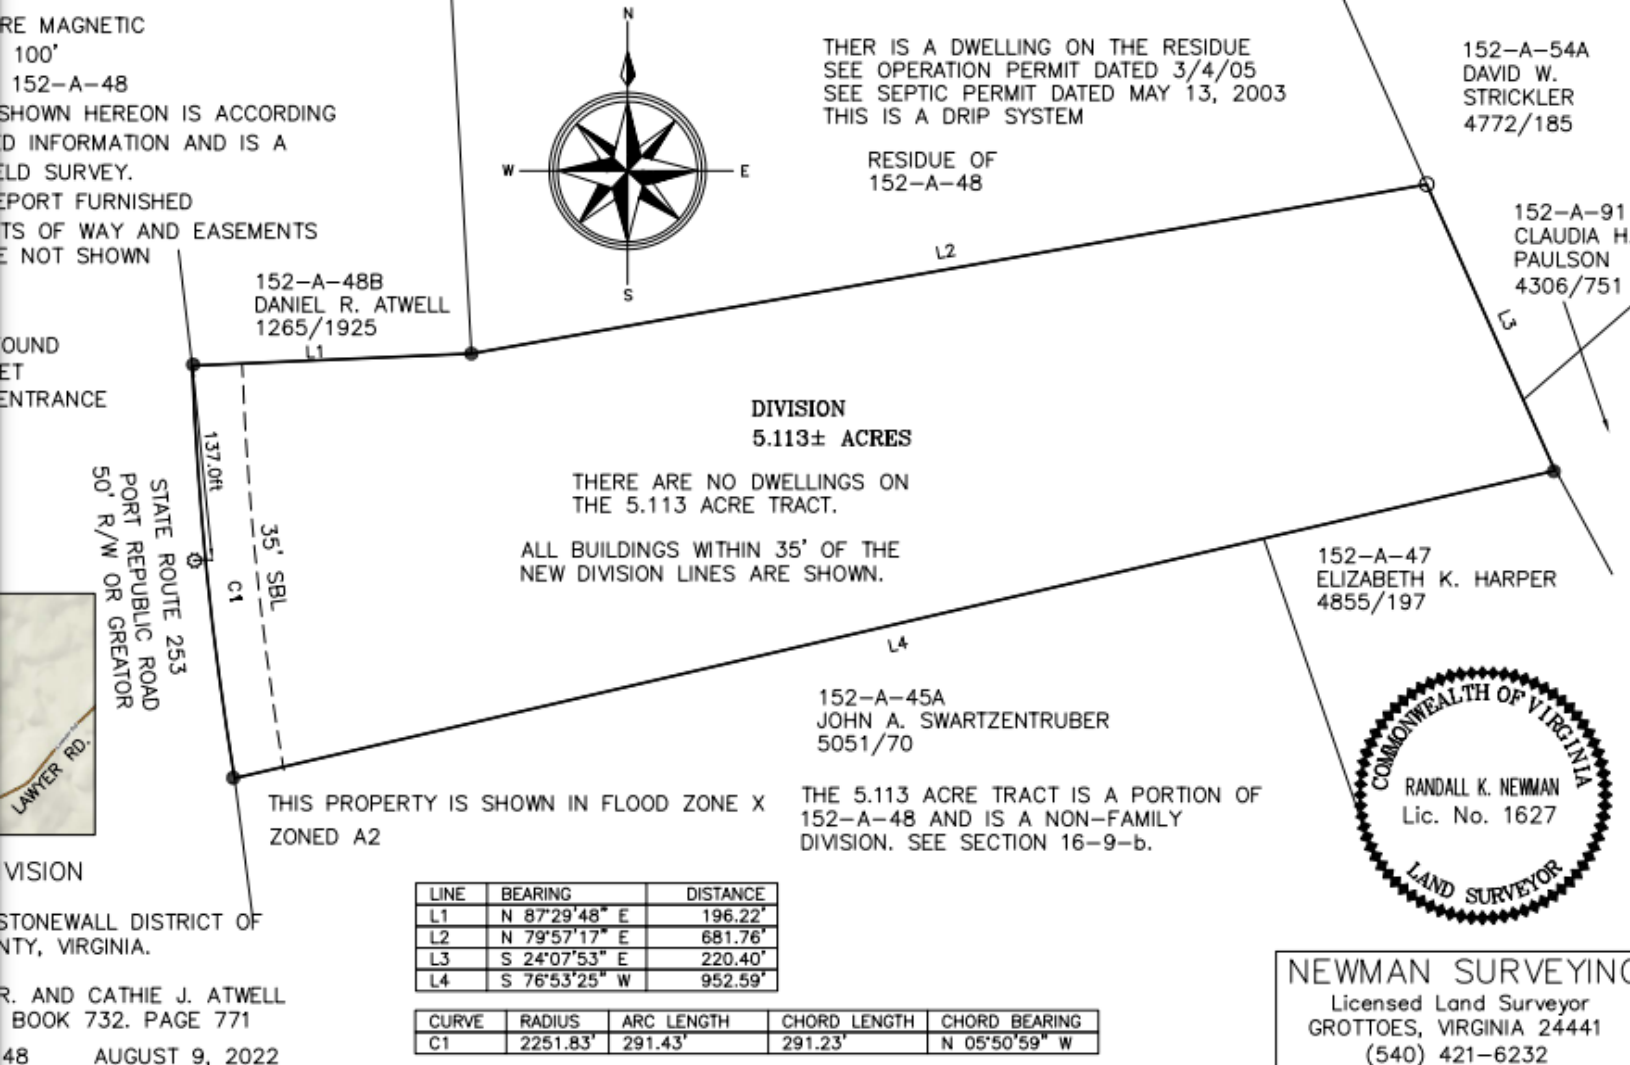 RE MAGNETIC
100'
152-A-48
SHOWN HEREON IS ACCORDING
D INFORMATION AND IS A
ELD SURVEY.
EPORT FURNISHED
TS OF WAY AND EASEMENTS
E NOT SHOWN
OUND
ET
ENTRANCE
N
W
E
S
THER IS A DWELLING ON THE RESIDUE
SEE OPERATION PERMIT DATED 3/4/05
SEE SEPTIC PERMIT DATED MAY 13, 2003
THIS IS A DRIP SYSTEM
RESIDUE OF
152-A-48
152-A-54A
DAVID W.
STRICKLER
4772/185
152-A-91
CLAUDIA H.
PAULSON
4306/751
152-A-48B
DANIEL R. ATWELL
1265/1925
L1
L2
L3
137.0ft
STATE ROUTE 253
PORT REPUBLIC ROAD
50' R/W OR GREATOR
C1
35' SBL
DIVISION
5.113± ACRES
THERE ARE NO DWELLINGS ON
THE 5.113 ACRE TRACT.
ALL BUILDINGS WITHIN 35' OF THE
NEW DIVISION LINES ARE SHOWN.
L4
152-A-47
ELIZABETH K. HARPER
4855/197
152-A-45A
JOHN A. SWARTZENTRUBER
5051/70
LAWYER RD.
THIS PROPERTY IS SHOWN IN FLOOD ZONE X
ZONED A2
THE 5.113 ACRE TRACT IS A PORTION OF
152-A-48 AND IS A NON-FAMILY
DIVISION. SEE SECTION 16-9-b.
COMMONWEALTH OF VIRGINIA
RANDALL K. NEWMAN
Lic. No. 1627
LAND SURVEYOR
VISION
STONEWALL DISTRICT OF
NTY, VIRGINIA.
R. AND CATHIE J. ATWELL
BOOK 732. PAGE 771
48 AUGUST 9, 2022
LINE BEARING DISTANCE
L1 N 87°29'48" E 196.22'
L2 N 79°57'17" E 681.76'
L3 S 24°07'53" E 220.40'
L4 S 76°53'25" W 952.59'
CURVE RADIUS ARC LENGTH CHORD LENGTH CHORD BEARING
C1 2251.83' 291.43' 291.23' N 05°50'59" W
NEWMAN SURVEYING
Licensed Land Surveyor
GROTTOES, VIRGINIA 24441
(540) 421-6232